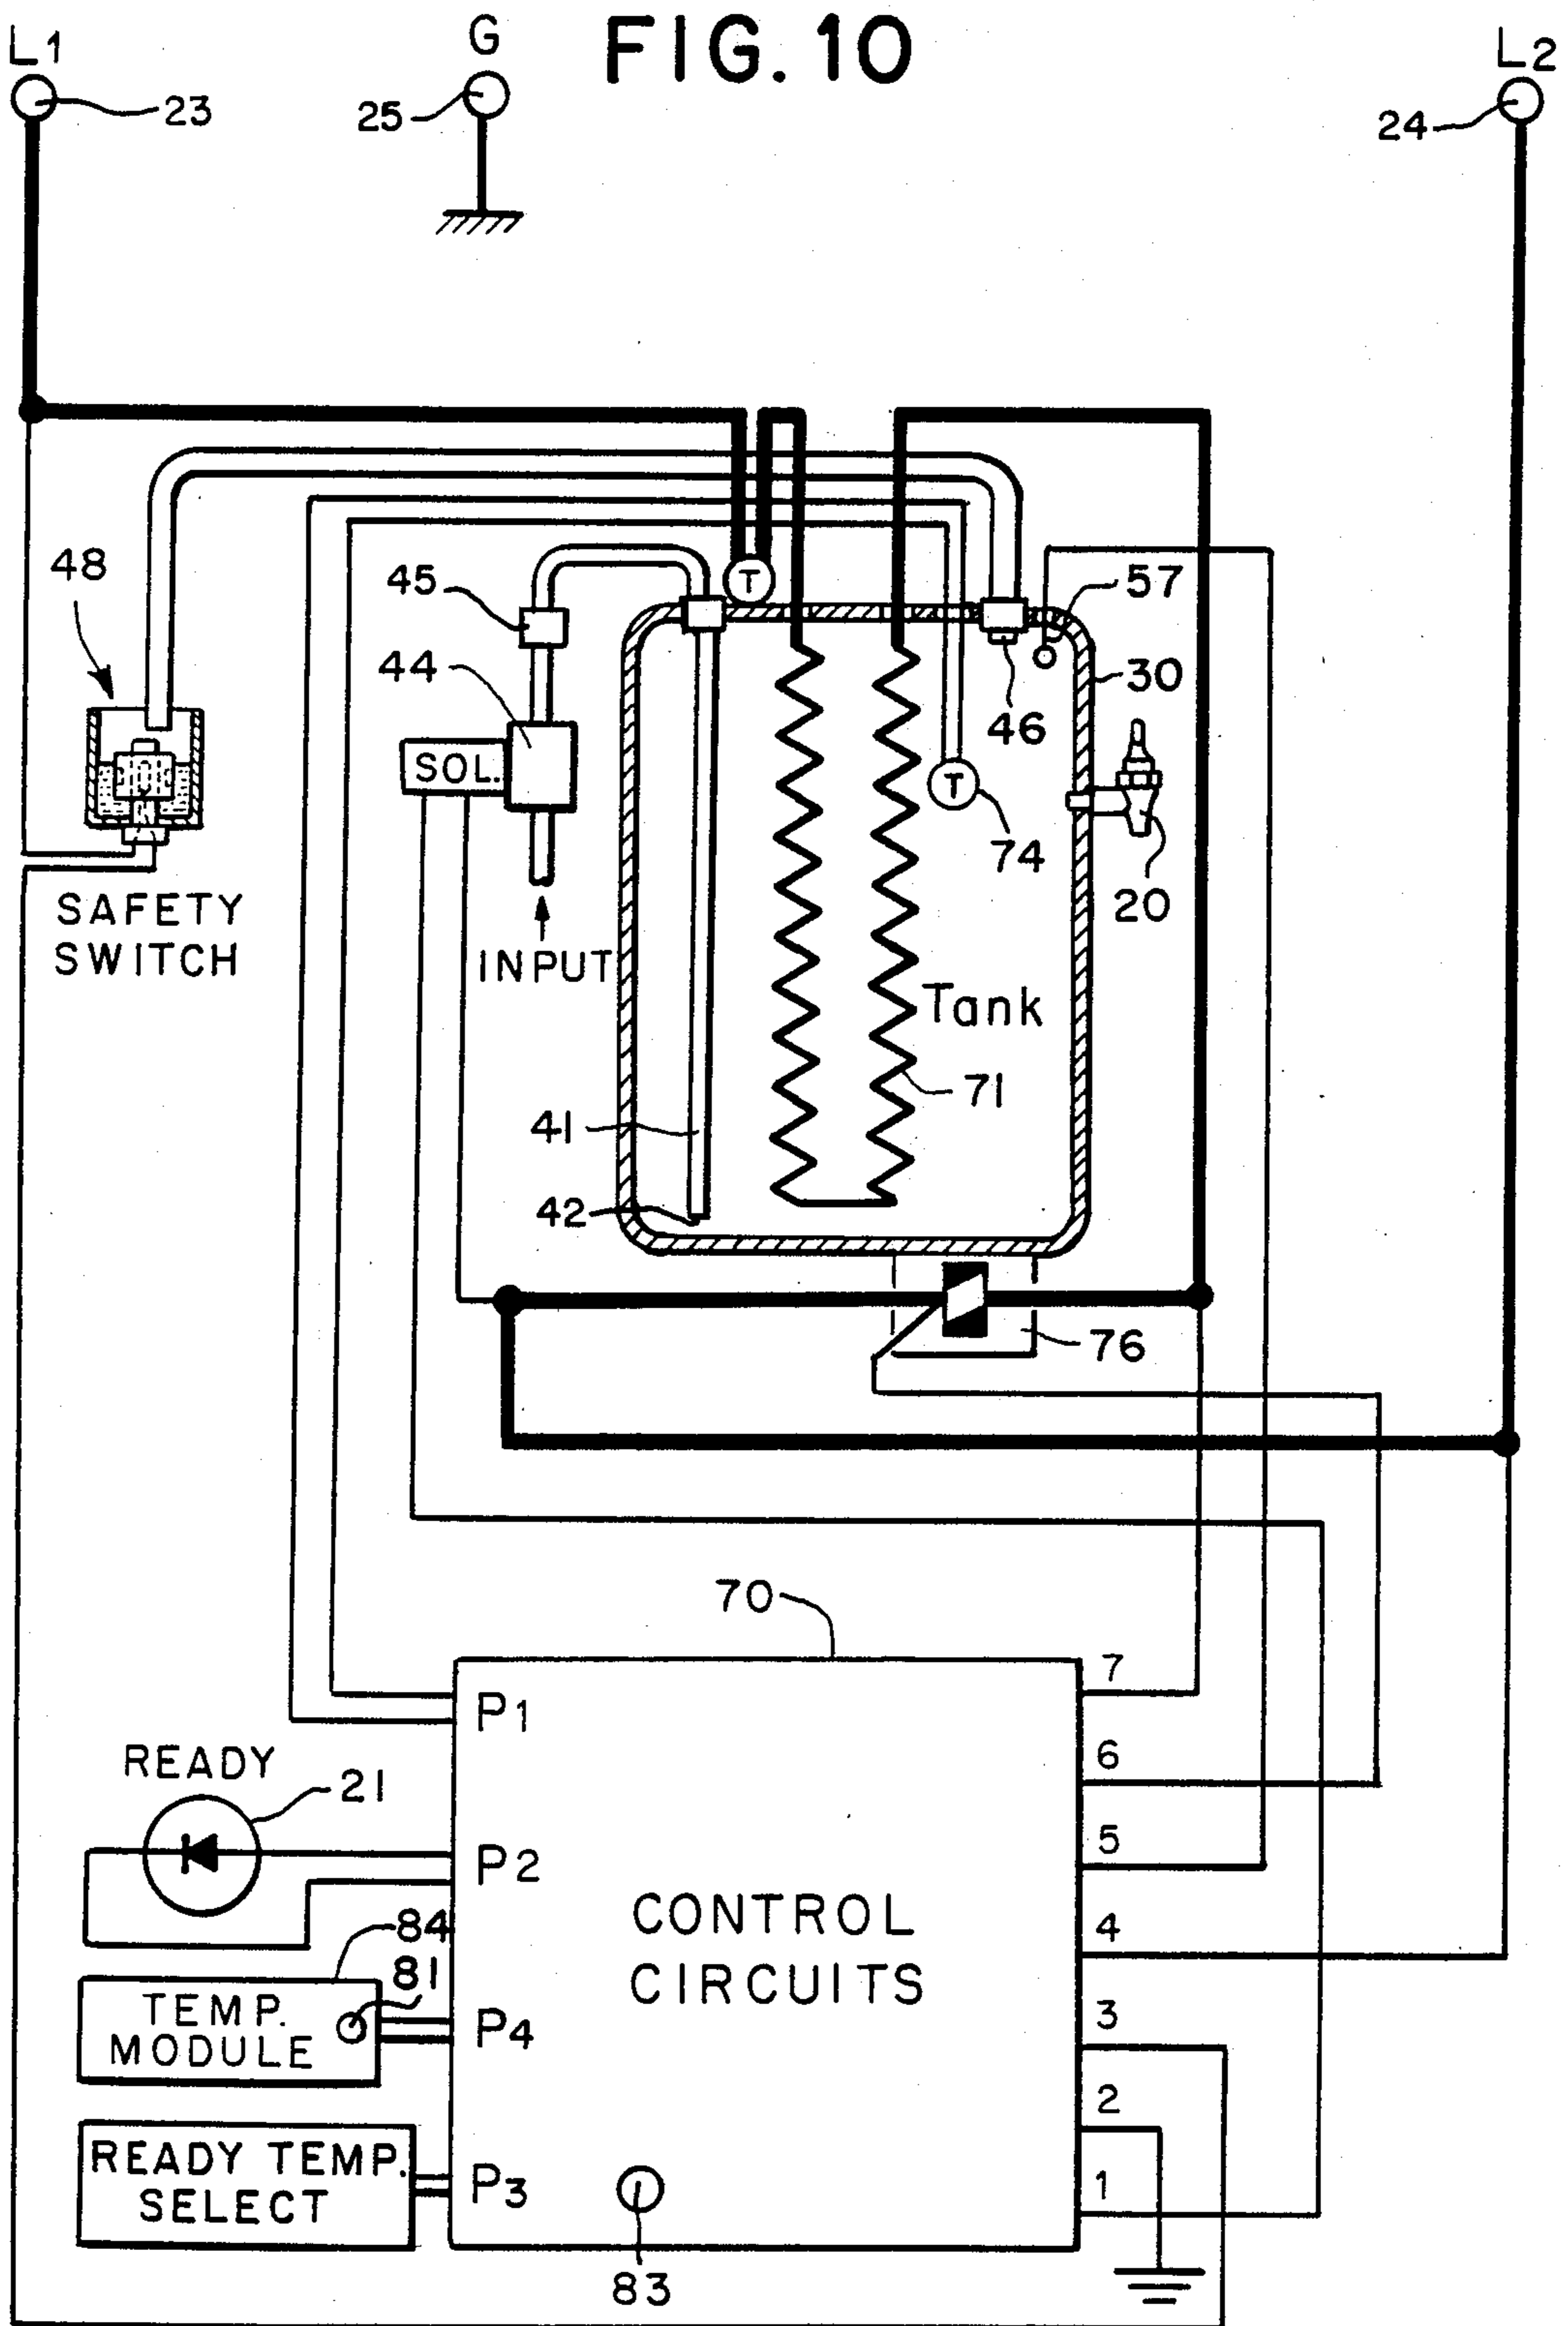 FIG. 10
L1
G
L2
23
25
24
48
45
T
57
44
30
46
SOL.
T
74
20
SAFETY
SWITCH
INPUT
Tank
71
41
42
76
70
P1
7
READY
21
6
P2
5
CONTROL
CIRCUITS
84
4
81
TEMP.
MODULE
P4
3
2
READY TEMP.
SELECT
P3
1
83